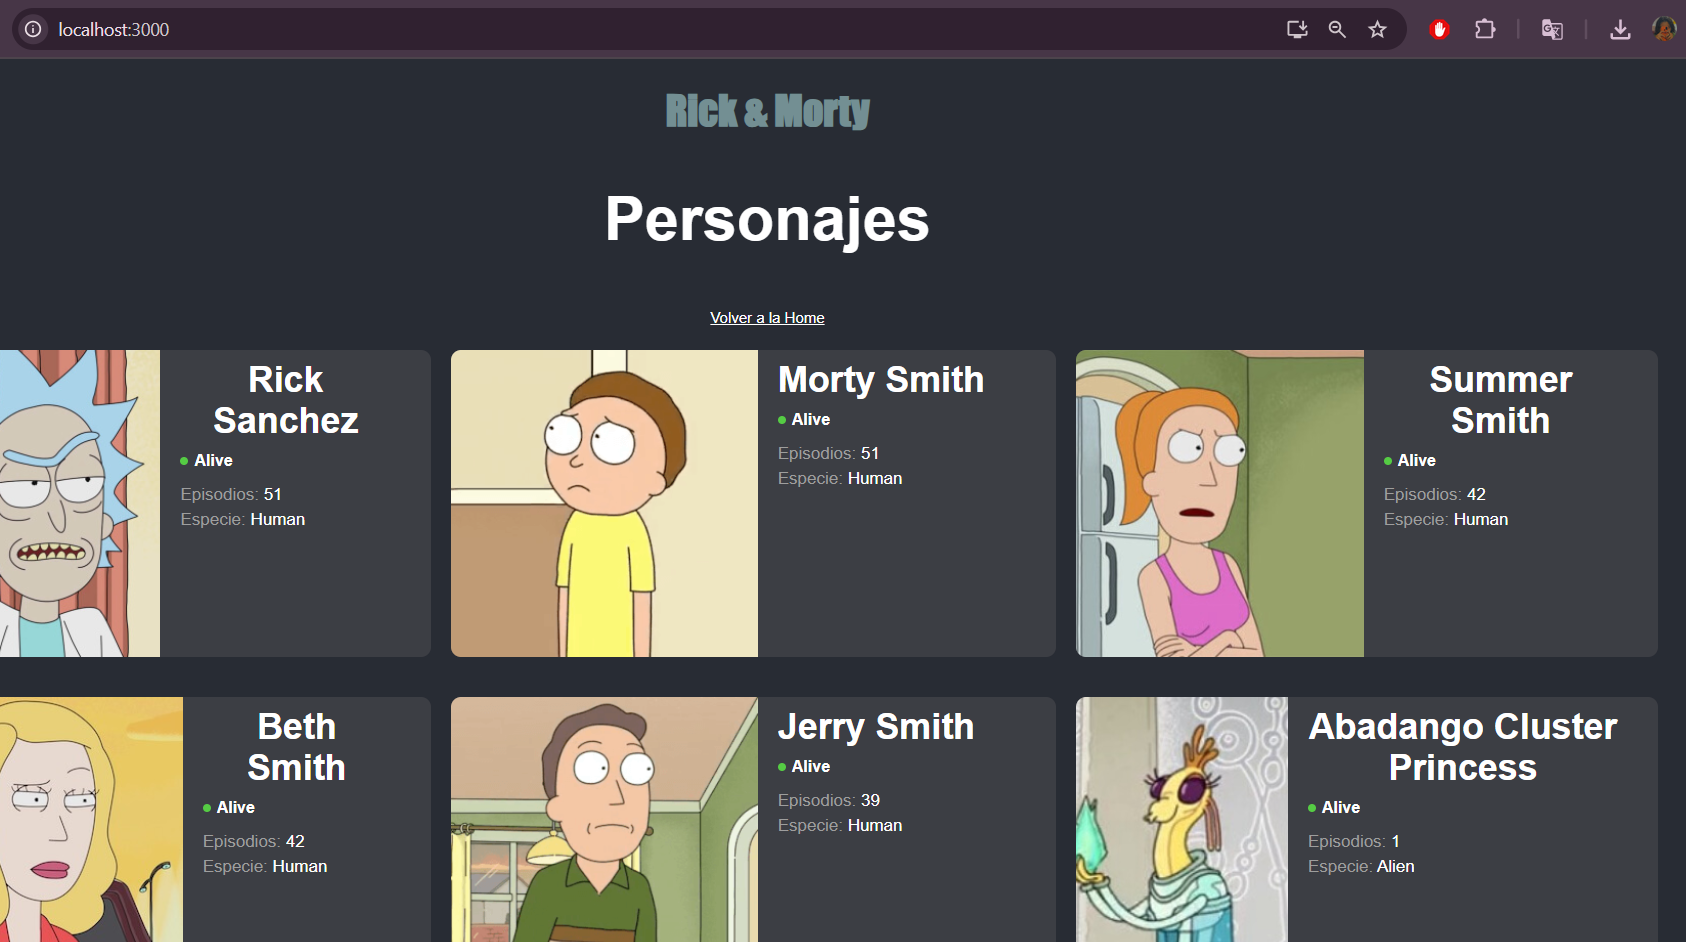 localhost:3000
Rick & Morty
Personajes
Volver a la Home
Rick
Sanchez
Alive
Episodios: 51
Especie: Human
Morty Smith
Alive
Episodios: 51
Especie: Human
Summer
Smith
Alive
Episodios: 42
Especie: Human
Beth
Smith
Alive
Episodios: 42
Especie: Human
Jerry Smith
Alive
Episodios: 39
Especie: Human
Abadango Cluster
Princess
Alive
Episodios: 1
Especie: Alien